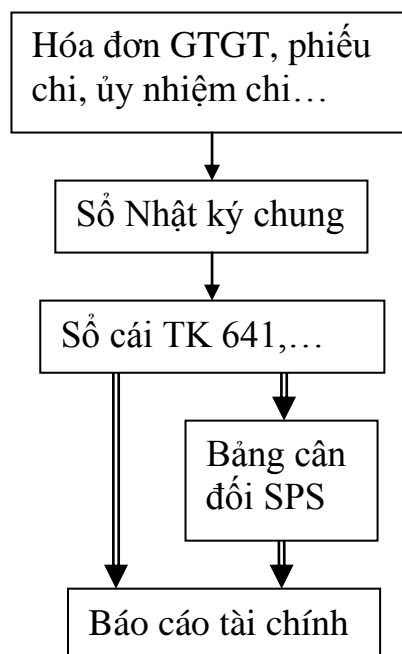 Hóa đơn GTGT, phiếu
chi, ủy nhiệm chi…
Sổ Nhật ký chung
Sổ cái TK 641,…
Bảng cân
đối SPS
Báo cáo tài chính